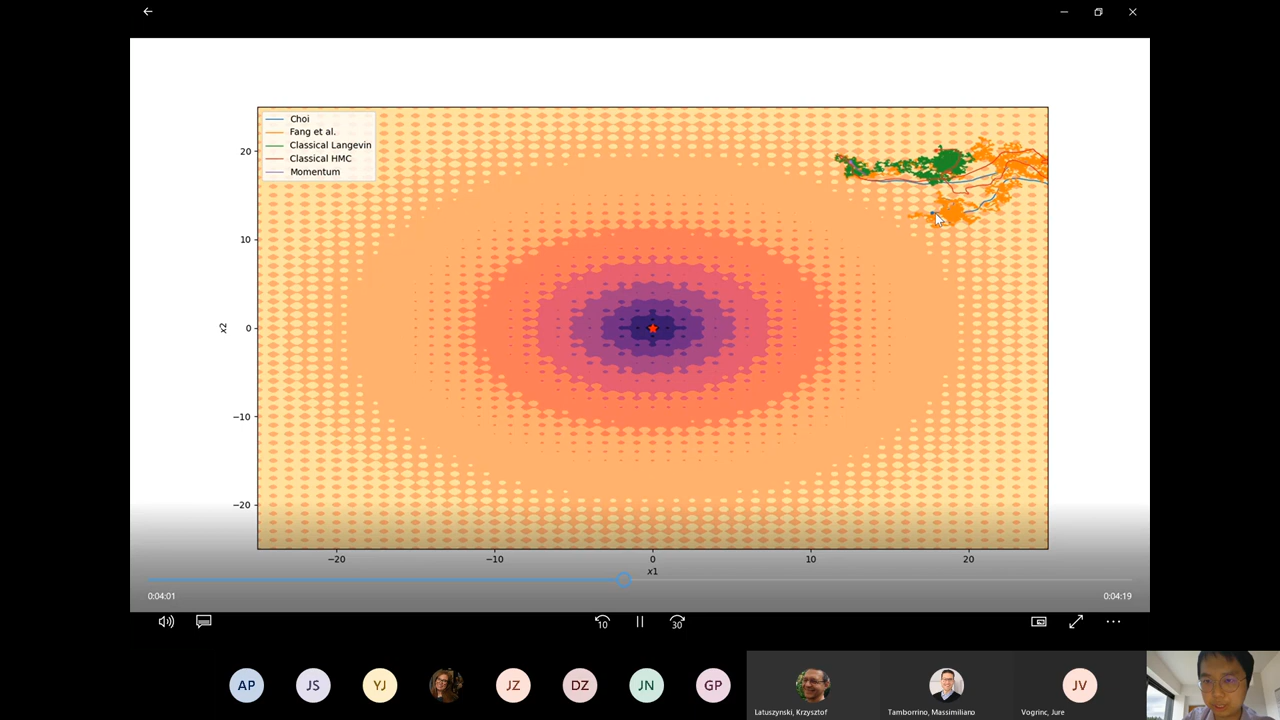 Choi
Fang et al.
Classical Langevin
Classical HMC
Momentum
20
10
0
−10
−20
x2
−20
−10
0
10
20
x1
0:04:01
0:04:19
10
30
AP
JS
YJ
JZ
DZ
JN
GP
JV
Latuszynski, Krzysztof
Tamborrino, Massimiliano
Vogrinc, Jure